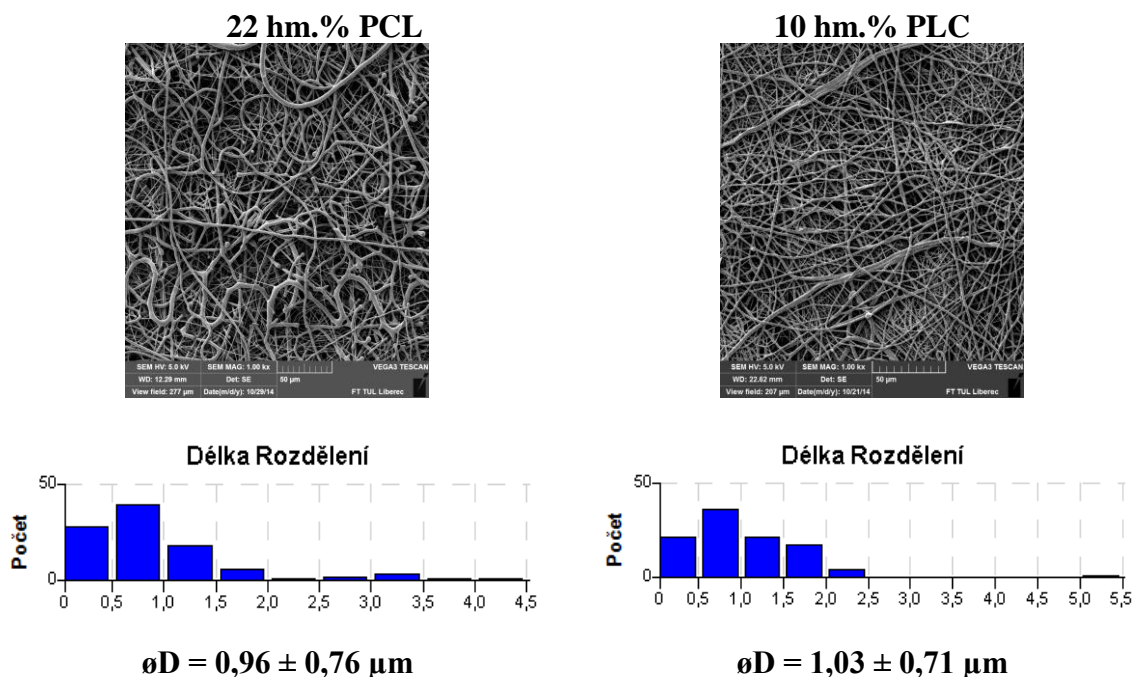 22 hm.% PCL
SEM HV: 5.0 kV SEM MAG: 1.00 kx VEGA3 TESCAN
WD: 12.29 mm Det: SE 50 µm
View field: 277 µm Date(m/d/y): 10/29/14 FT TUL Liberec
10 hm.% PLC
SEM HV: 5.0 kV SEM MAG: 1.00 kx VEGA3 TESCAN
WD: 22.62 mm Det: SE 50 µm
View field: 207 µm Date(m/d/y): 10/21/14 FT TUL Liberec
Délka Rozdělení
Počet
50
0
0 0,5 1,0 1,5 2,0 2,5 3,0 3,5 4,0 4,5
øD = 0,96 ± 0,76 µm
Délka Rozdělení
Počet
50
0
0 0,5 1,0 1,5 2,0 2,5 3,0 3,5 4,0 4,5 5,0 5,5
øD = 1,03 ± 0,71 µm